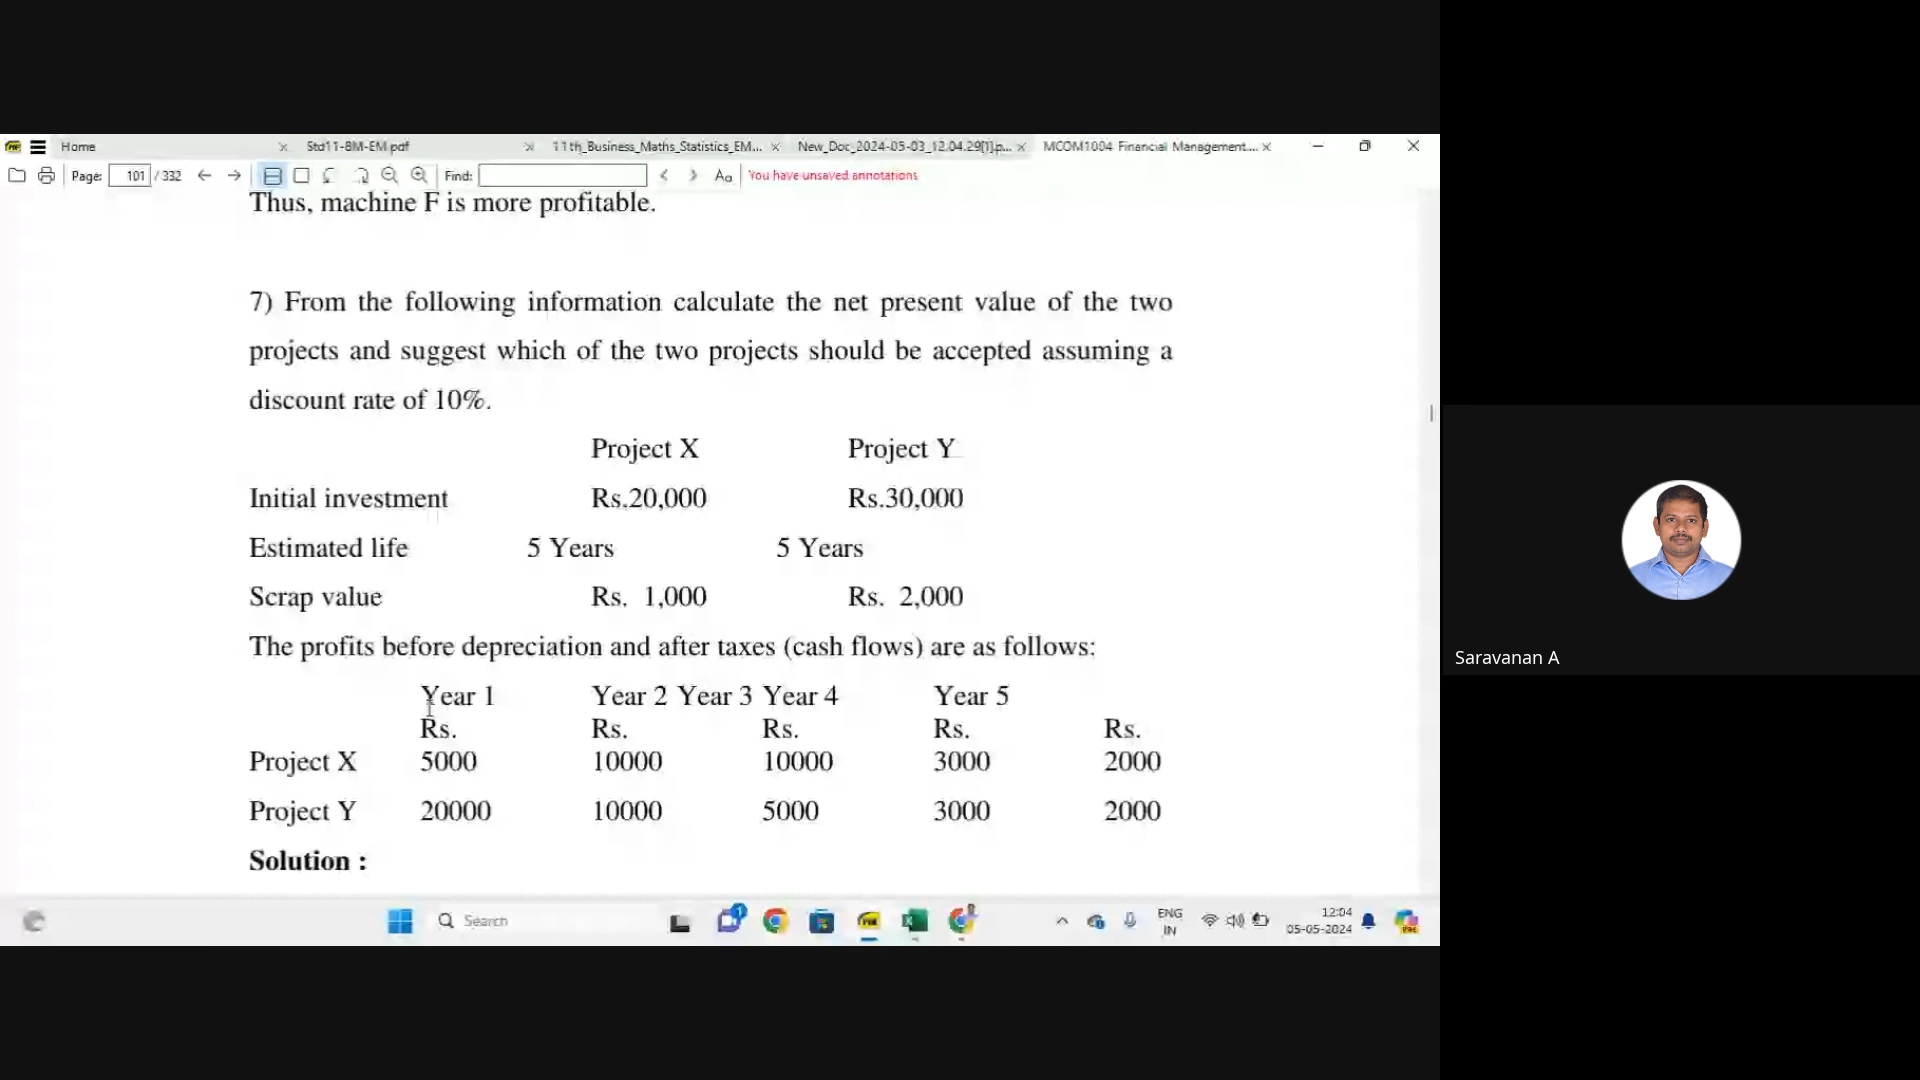 Home
Std11-BM-EM.pdf
11th_Business_Maths_Statistics_EM...
New_Doc_2024-05-03_12.04.29[1].p...
MCOM1004 Financial Management....
Page: 101 / 332
Find:
Aa
You have unsaved annotations
Thus, machine F is more profitable.
7) From the following information calculate the net present value of the two
projects and suggest which of the two projects should be accepted assuming a
discount rate of 10%.
Project X Project Y
Initial investment Rs.20,000 Rs.30,000
Estimated life 5 Years 5 Years
Scrap value Rs. 1,000 Rs. 2,000
The profits before depreciation and after taxes (cash flows) are as follows:
Year 1 Year 2 Year 3 Year 4 Year 5
Rs. Rs. Rs. Rs. Rs.
Project X 5000 10000 10000 3000 2000
Project Y 20000 10000 5000 3000 2000
Solution :
Saravanan A
Search
1
ENG
IN
12:04
05-05-2024